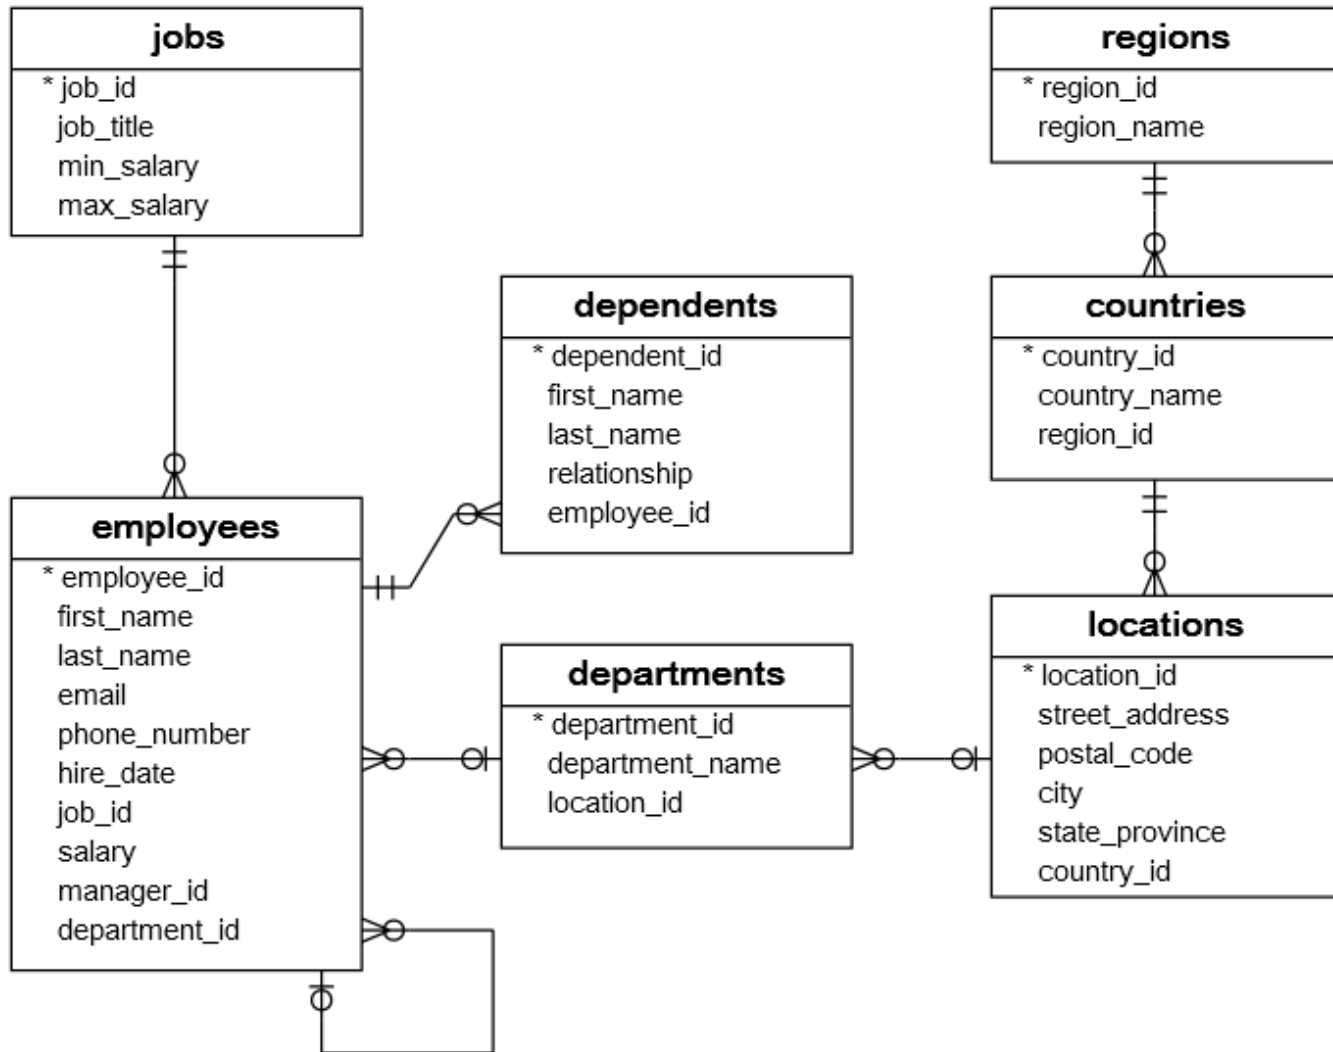 jobs
* job_id
job_title
min_salary
max_salary
regions
* region_id
region_name
dependents
* dependent_id
first_name
last_name
relationship
employee_id
countries
* country_id
country_name
region_id
employees
* employee_id
first_name
last_name
email
phone_number
hire_date
job_id
salary
manager_id
department_id
departments
* department_id
department_name
location_id
locations
* location_id
street_address
postal_code
city
state_province
country_id